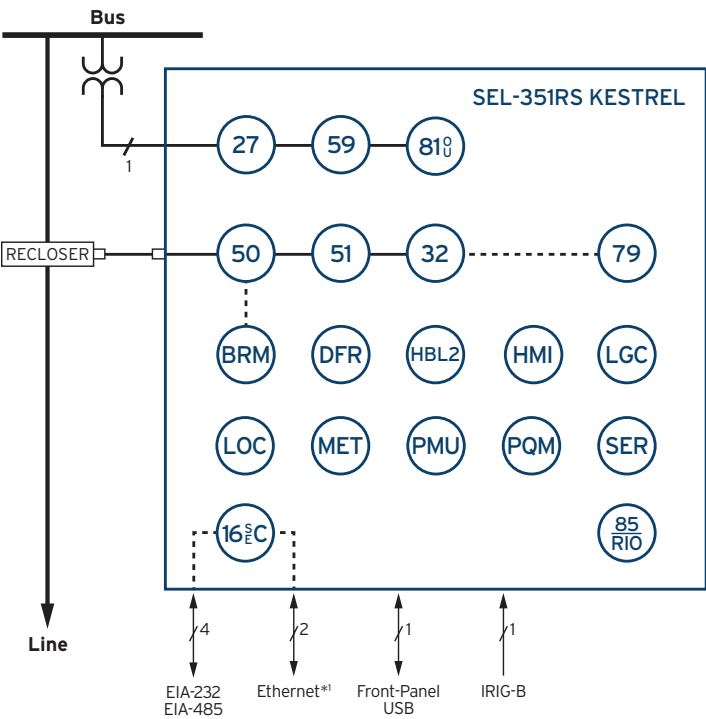 Bus
SEL-351RS KESTREL
27
59
81OU
1
RECLOSER
50
51
32
79
BRM
DFR
HBL2
HMI
LGC
LOC
MET
PMU
PQM
SER
16SEC
85
RIO
4
2
1
1
Line
EIA-232
EIA-485
Ethernet*1
Front-Panel
USB
IRIG-B